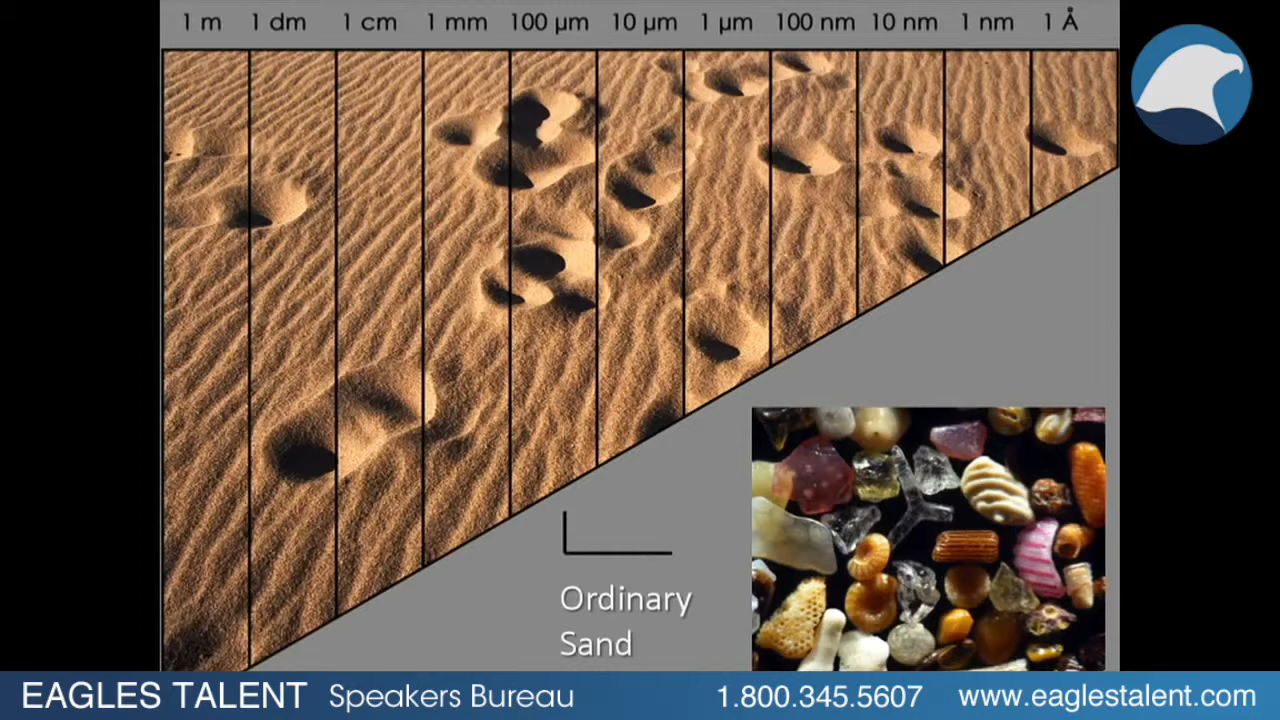 1 m 1 dm 1 cm 1 mm 100 µm 10 µm 1 µm 100 nm 10 nm 1 nm 1 Å
Ordinary
Sand
EAGLES TALENT Speakers Bureau 1.800.345.5607 www.eaglestalent.com